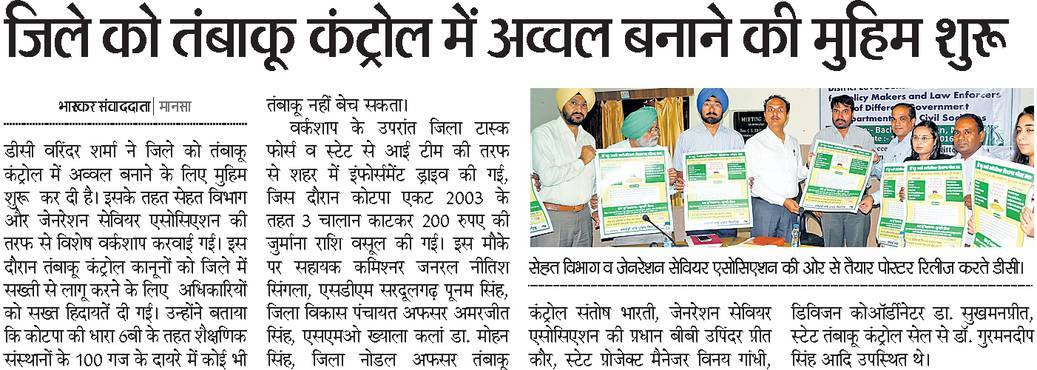 जिले को तंबाकू कंट्रोल में अव्वल बनाने की मुहिम शुरू
भास्कर संवाददाता| मानसा
डीसी वरिंदर शर्मा ने जिले को तंबाकू
कंट्रोल में अव्वल बनाने के लिए मुहिम
शुरू कर दी है। इसके तहत सेहत विभाग
और जेनरेशन सेवियर एसोसिएशन की
तरफ से विशेष वर्कशाप करवाई गई। इस
दौरान तंबाकू कंट्रोल कानूनों को जिले में
सख्ती से लागू करने के लिए अधिकारियों
को सख्त हिदायतें दी गई। उन्होंने बताया
कि कोटपा की धारा 6बी के तहत शैक्षणिक
संस्थानों के 100 गज के दायरे में कोई भी
तंबाकू नहीं बेच सकता।
वर्कशाप के उपरांत जिला टास्क
फोर्स व स्टेट से आई टीम की तरफ
से शहर में इंफोर्समेंट ड्राइव की गई,
जिस दौरान कोटपा एकट 2003 के
तहत 3 चालान काटकर 200 रुपए की
जुर्माना राशि वसूल की गई। इस मौके
पर सहायक कमिश्नर जनरल नीतिश
सिंगला, एसडीएम सरदूलगढ़ पूनम सिंह,
जिला विकास पंचायत अफसर अमरजीत
सिंह, एसएमओ ख्याला कलां डा. मोहन
सिंह, जिला नोडल अफसर तंबाकू
MEETING
District Level
Policy Makers and Law Enforcers
of Different Government
Departments Civil Societies
सेहत विभाग व जेनरेशन सेवियर एसोसिएशन की ओर से तैयार पोस्टर रिलीज करते डीसी।
कंट्रोल संतोष भारती, जेनरेशन सेवियर
एसोसिएशन की प्रधान बीबी उपिंदर प्रीत
कौर, स्टेट प्रोजेक्ट मैनेजर विनय गांधी,
डिविजन कोऑर्डिनेटर डा. सुखमनप्रीत,
स्टेट तंबाकू कंट्रोल सेल से डॉ. गुरमनदीप
सिंह आदि उपस्थित थे।